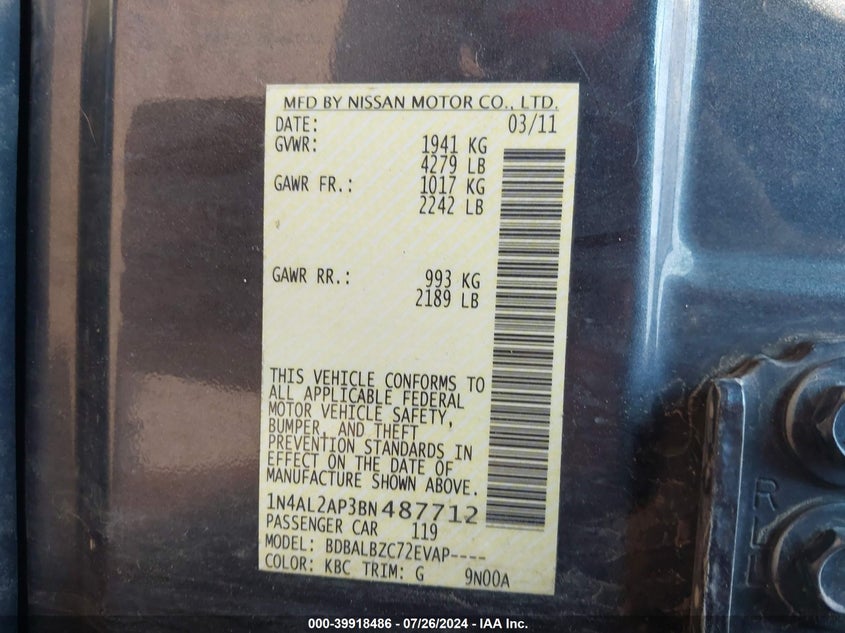 MFD BY NISSAN MOTOR CO., LTD.
DATE: 03/11
GVWR: 1941 KG
4279 LB
GAWR FR.: 1017 KG
2242 LB
GAWR RR.: 993 KG
2189 LB
THIS VEHICLE CONFORMS TO
ALL APPLICABLE FEDERAL
MOTOR VEHICLE SAFETY,
BUMPER, AND THEFT
PREVENTION STANDARDS IN
EFFECT ON THE DATE OF
MANUFACTURE SHOWN ABOVE.
1N4AL2AP3BN487712
PASSENGER CAR 119
MODEL: BDBALBZC72EVAP----
COLOR: KBC TRIM: G 9N00A
000-39918486 - 07/26/2024 - IAA Inc.